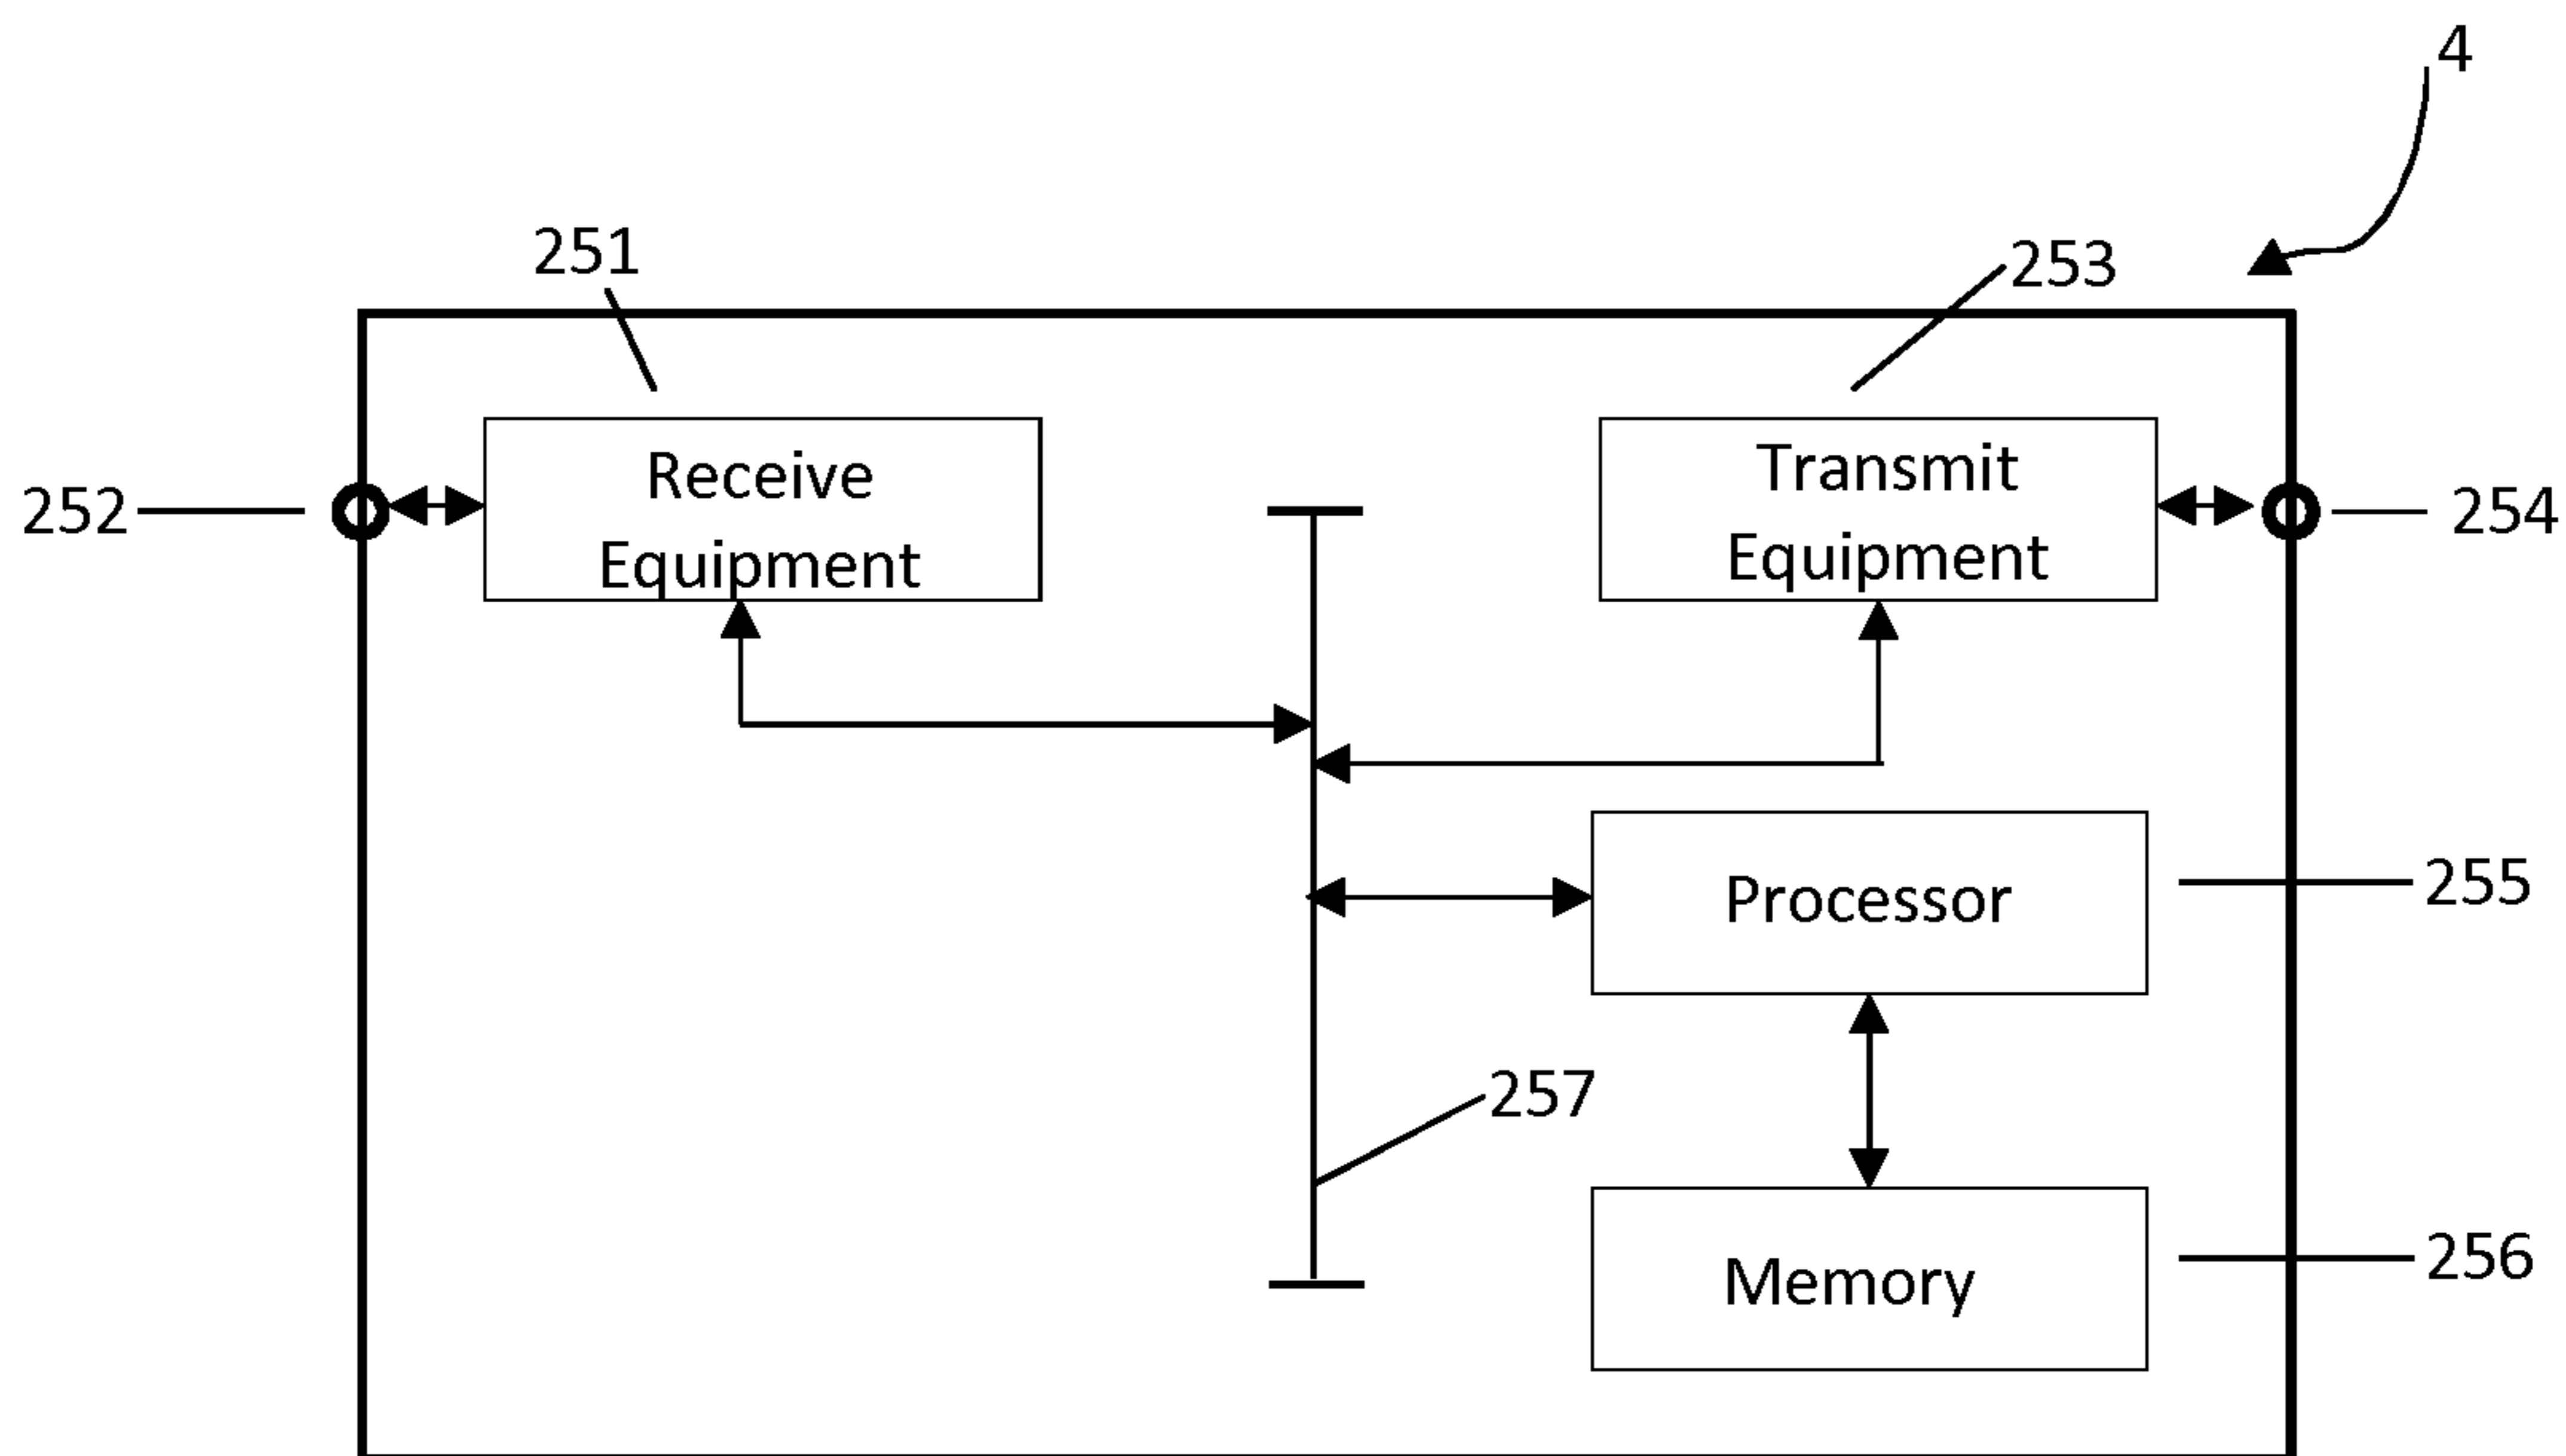 4
251
253
Receive
Equipment
Transmit
Equipment
252
254
Processor
255
257
Memory
256